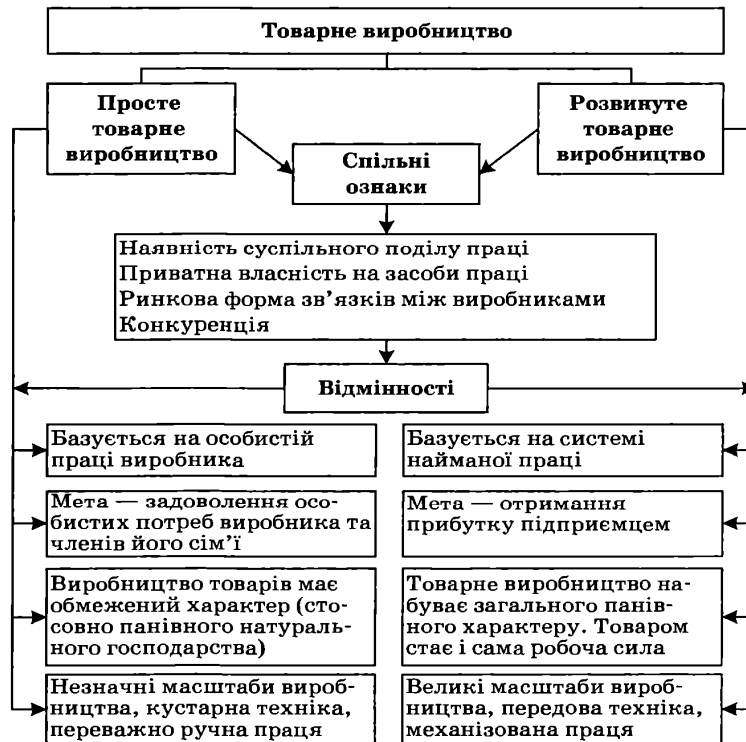 Товарне виробництво
Просте
товарне
виробництво
Розвинуте
товарне
виробництво
Спільні
ознаки
Наявність суспільного поділу праці
Приватна власність на засоби праці
Ринкова форма зв’язків між виробниками
Конкуренція
Відмінності
Базується на особистій
праці виробника
Базується на системі
найманої праці
Мета — задоволення осо-
бистих потреб виробника та
членів його сім’ї
Мета — отримання
прибутку підприємцем
Виробництво товарів має
обмежений характер (сто-
совно панівного натураль-
ного господарства)
Товарне виробництво на-
буває загального панів-
ного характеру. Товаром
стає і сама робоча сила
Незначні масштаби вироб-
ництва, кустарна техніка,
переважно ручна праця
Великі масштаби вироб-
ництва, передова техніка,
механізована праця